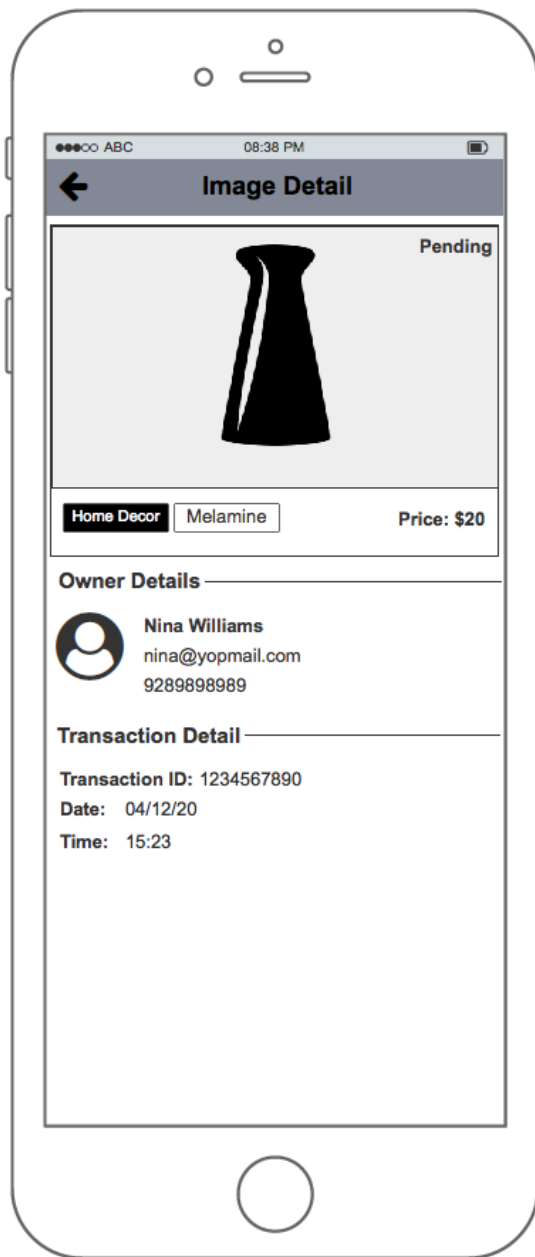 ABC 08:38 PM
Image Detail
Pending
Home Decor Melamine Price: $20
Owner Details
Nina Williams
nina@yopmail.com
9289898989
Transaction Detail
Transaction ID: 1234567890
Date: 04/12/20
Time: 15:23